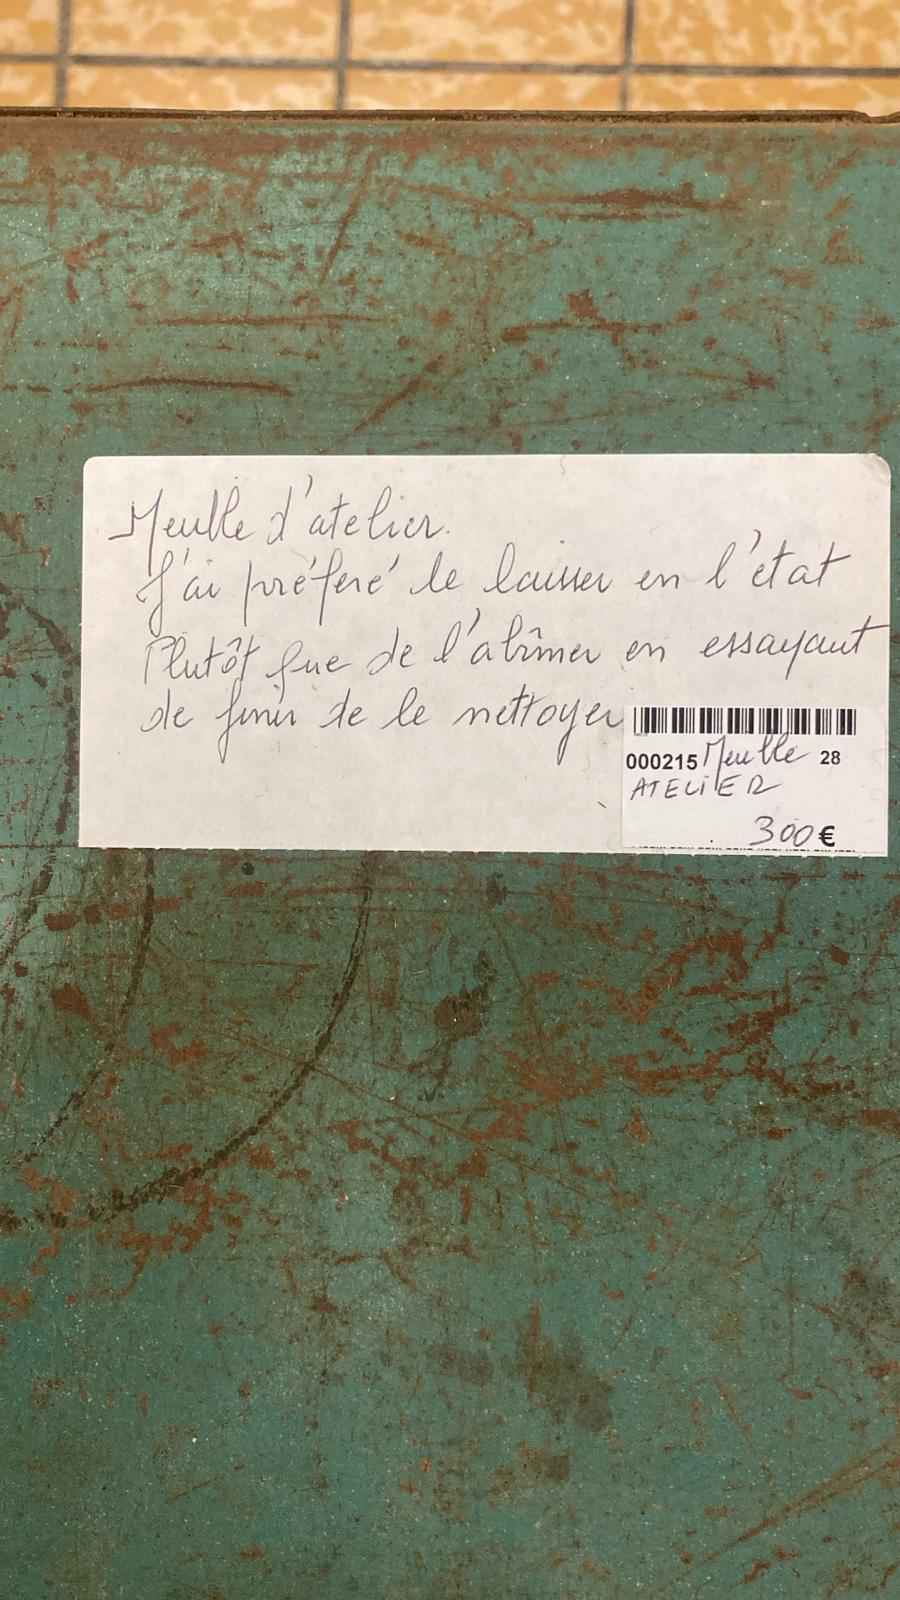 Meuble d'atelier.
J'ai préféré le laisser en l'état
Plutôt que de l'abîmer en essayant
de finir de le nettoyer
000215 Meuble 28
ATELIER
300€